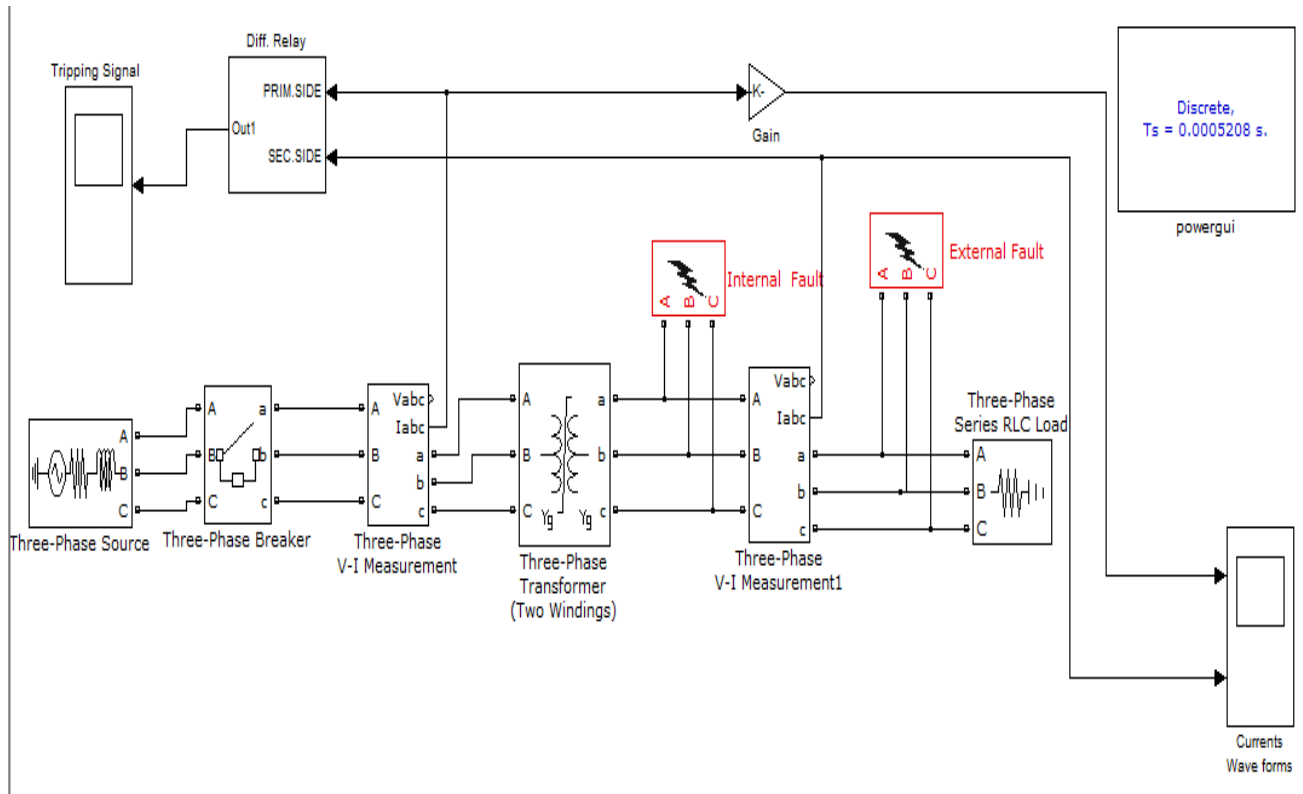 Diff. Relay
Tripping Signal
PRIM.SIDE
Out1
SEC.SIDE
K-
Gain
Discrete,
Ts = 0.0005208 s.
powergui
Internal Fault
A B C
External Fault
A B C
A
B
C
Three-Phase Source
A a
B b
C c
Three-Phase Breaker
Vabc
A Iabc
B a
b
C c
Three-Phase
V-I Measurement
A a
B b
C c
Yg Yg
Three-Phase
Transformer
(Two Windings)
Vabc
A Iabc
B a
b
C c
Three-Phase
V-I Measurement1
Three-Phase
Series RLC Load
A
B
C
Currents
Wave forms